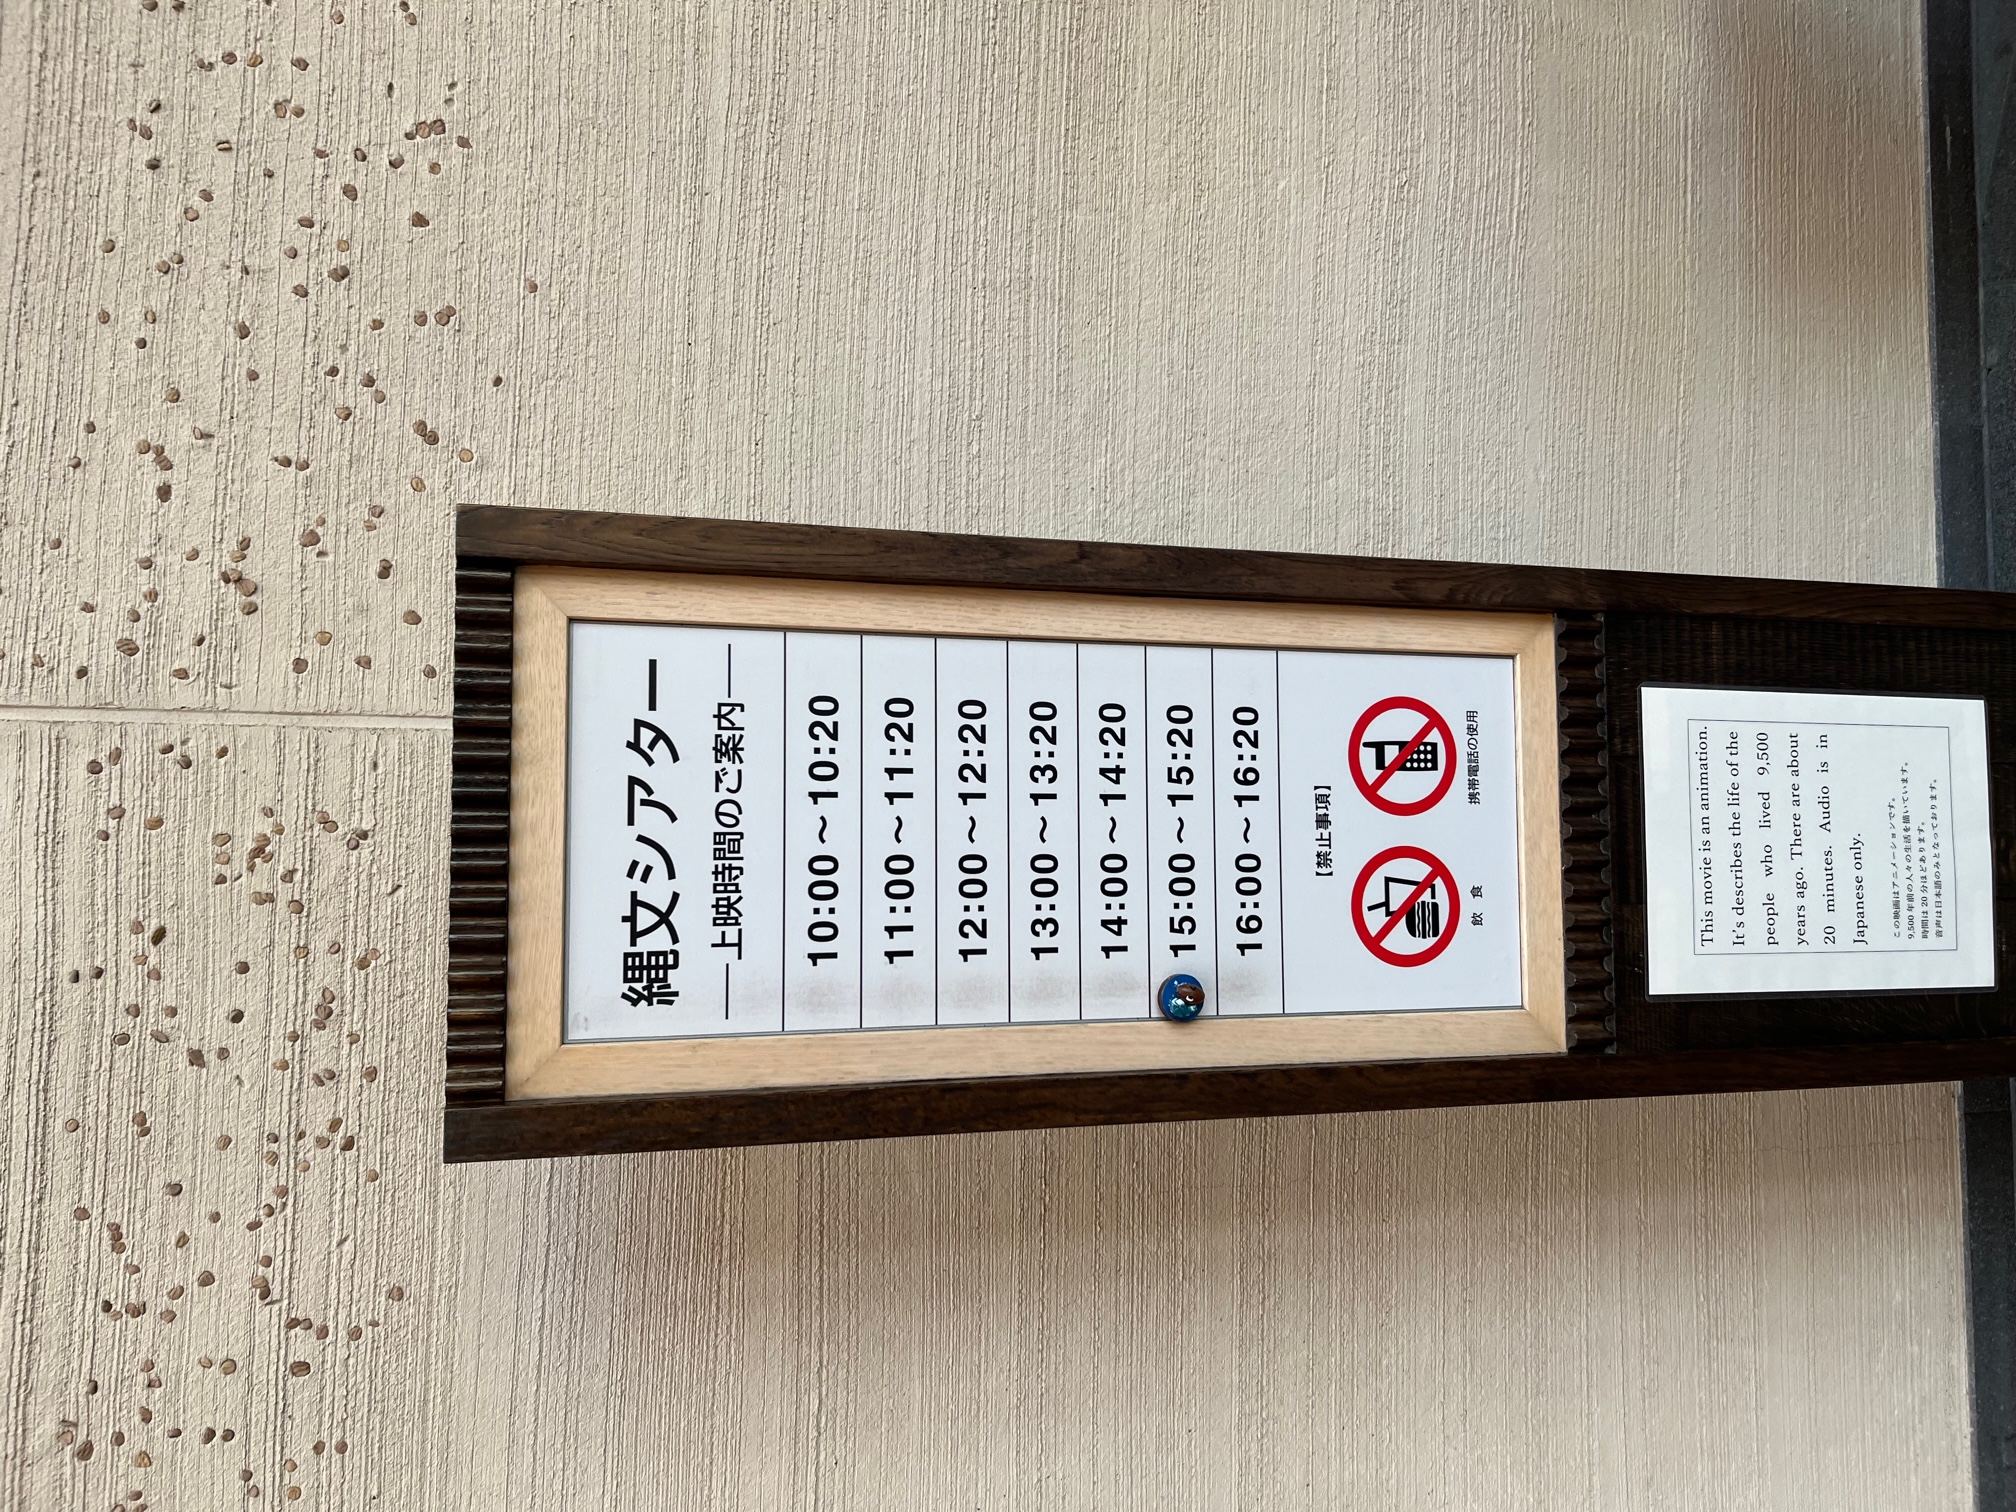 縄文シアター
―上映時間のご案内―
10:00～10:20
11:00～11:20
12:00～12:20
13:00～13:20
14:00～14:20
15:00～15:20
16:00～16:20
【禁止事項】
飲 食 携帯電話の使用
This movie is an animation.
It's describes the life of the
people who lived 9,500
years ago. There are about
20 minutes. Audio is in
Japanese only.
この映画はアニメーションです。
9,500年前の人々の生活を描いています。
時間は20分ほどあります。
音声は日本語のみとなっております。